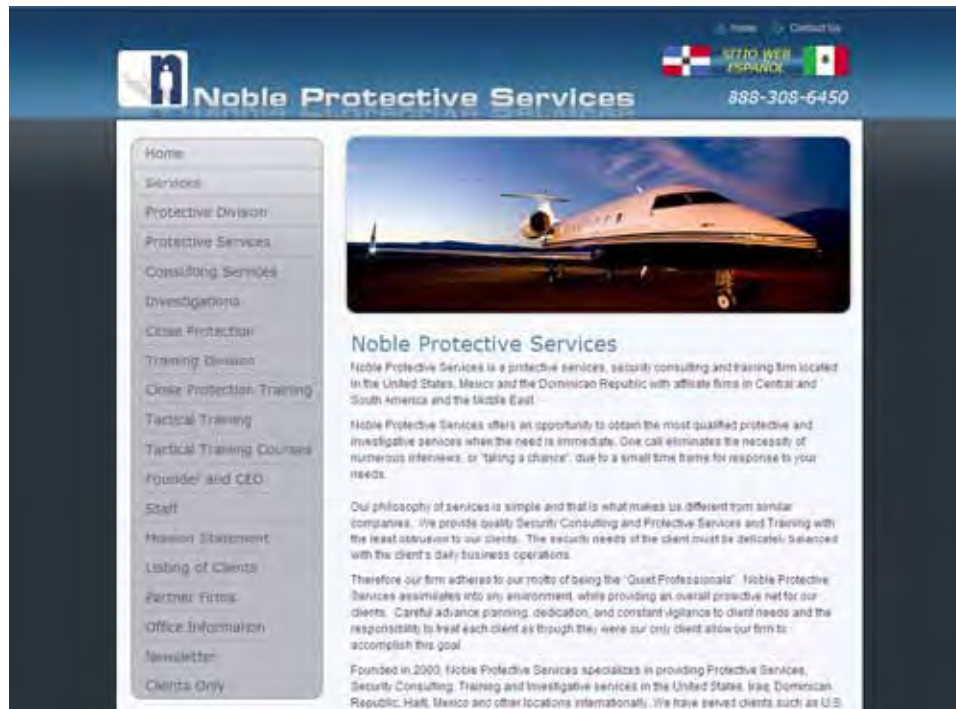 Home Contact Us
SITIO WEB
ESPAÑOL
Noble Protective Services
888-308-6450
Home
Services
Protective Division
Protective Services
Consulting Services
Investigations
Close Protection
Training Division
Close Protection Training
Tactical Training
Tactical Training Courses
Founder and CEO
Staff
Mission Statement
Listing of Clients
Partner Firms
Office Information
Newsletter
Clients Only
Noble Protective Services
Noble Protective Services is a protective services, security consulting and training firm located
in the United States, Mexico and the Dominican Republic with affiliate firms in Central and
South America and the Middle East.
Noble Protective Services offers an opportunity to obtain the most qualified protective and
investigative services when the need is immediate. One call eliminates the necessity of
numerous interviews, or "taking a chance", due to a small time frame for response to your
needs.
Our philosophy of services is simple and that is what makes us different from similar
companies. We provide quality Security Consulting and Protective Services and Training with
the least obtrusion to our clients. The security needs of the client must be delicately balanced
with the client's daily business operations.
Therefore our firm adheres to our motto of being the "Quiet Professionals". Noble Protective
Services assimilates into any environment, while providing an overall protective net for our
clients. Careful advance planning, dedication, and constant vigilance to client needs and the
responsibility to treat each client as though they were our only client allow our firm to
accomplish this goal.
Founded in 2000, Noble Protective Services specializes in providing Protective Services,
Security Consulting, Training and Investigative services in the United States, Iraq, Dominican
Republic, Haiti, Mexico and other locations internationally. We have served clients such as U.S.